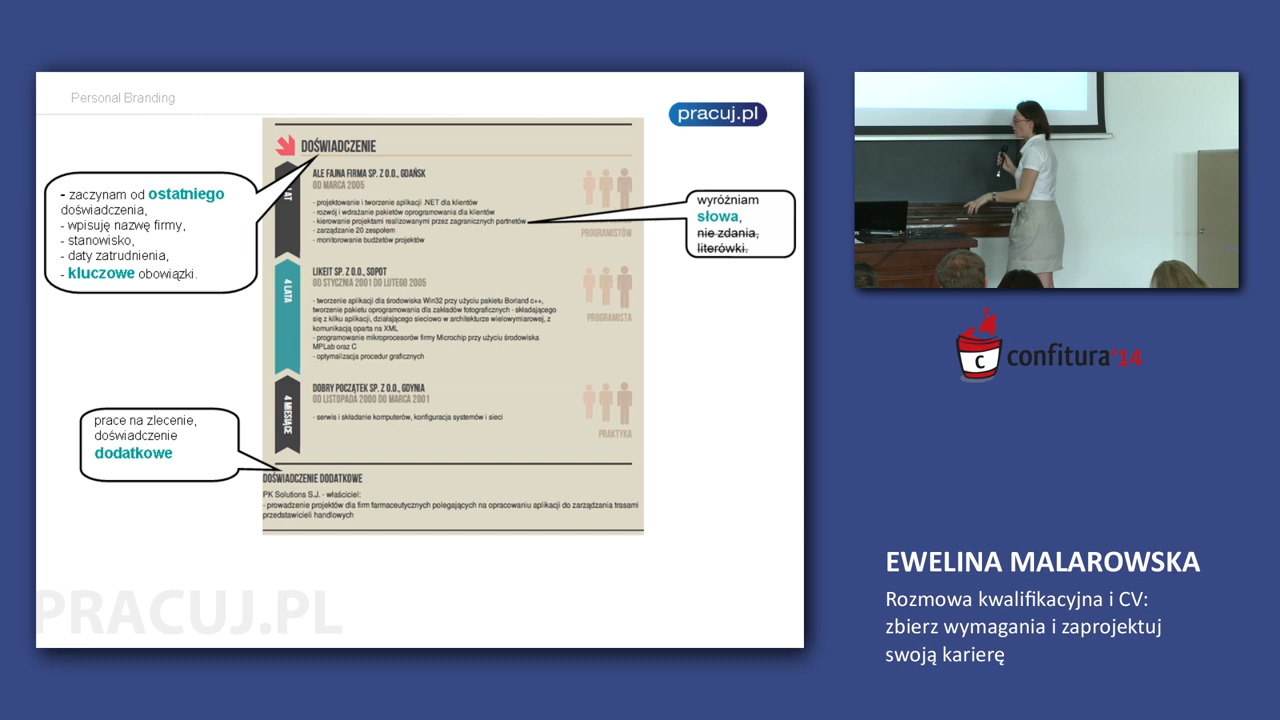 Personal Branding
pracuj.pl
DOŚWIADCZENIE
- zaczynam od ostatniego
doświadczenia,
- wpisuję nazwę firmy,
- stanowisko,
- daty zatrudnienia,
- kluczowe obowiązki.
ALE FAJNA FIRMA SP. Z O.O., GDAŃSK
OD MARCA 2005
- projektowanie i tworzenie aplikacji .NET dla klientów
- rozwój i wdrażanie pakietów oprogramowania dla klientów
- kierowanie projektami realizowanymi przez zagranicznych partnetów
- zarządzanie 20 zespołem
- monitorowanie budżetów projektów
PROGRAMISTÓW
wyróżniam
słowa,
nie zdania,
literówki.
4 LATA
LIKEIT SP. Z O.O., SOPOT
OD STYCZNIA 2001 DO LUTEGO 2005
- tworzenie aplikacji dla środowiska Win32 przy użyciu pakietu Borland c++,
tworzenie pakietu oprogramowania dla zakładów fotograficznych - składającego
się z kilku aplikacji, działającego sieciowo w architekturze wielowymiarowej, z
komunikacją oparta na XML
- programowanie mikroprocesorów firmy Microchip przy użyciu środowiska
MPLab oraz C
- optymalizacja procedur graficznych
PROGRAMISTA
4 MIESIĄCE
DOBRY POCZĄTEK SP. Z O.O., GDYNIA
OD LISTOPADA 2000 DO MARCA 2001
- serwis i składanie komputerów, konfiguracja systemów i sieci
PRAKTYKA
prace na zlecenie,
doświadczenie
dodatkowe
DOŚWIADCZENIE DODATKOWE
PK Solutions S.J. - właściciel:
- prowadzenie projektów dla firm farmaceutycznych polegających na opracowaniu aplikacji do zarządzania trasami
przedstawicieli handlowych
PRACUJ.PL
C
confitura'14
EWELINA MALAROWSKA
Rozmowa kwalifikacyjna i CV:
zbierz wymagania i zaprojektuj
swoją karierę